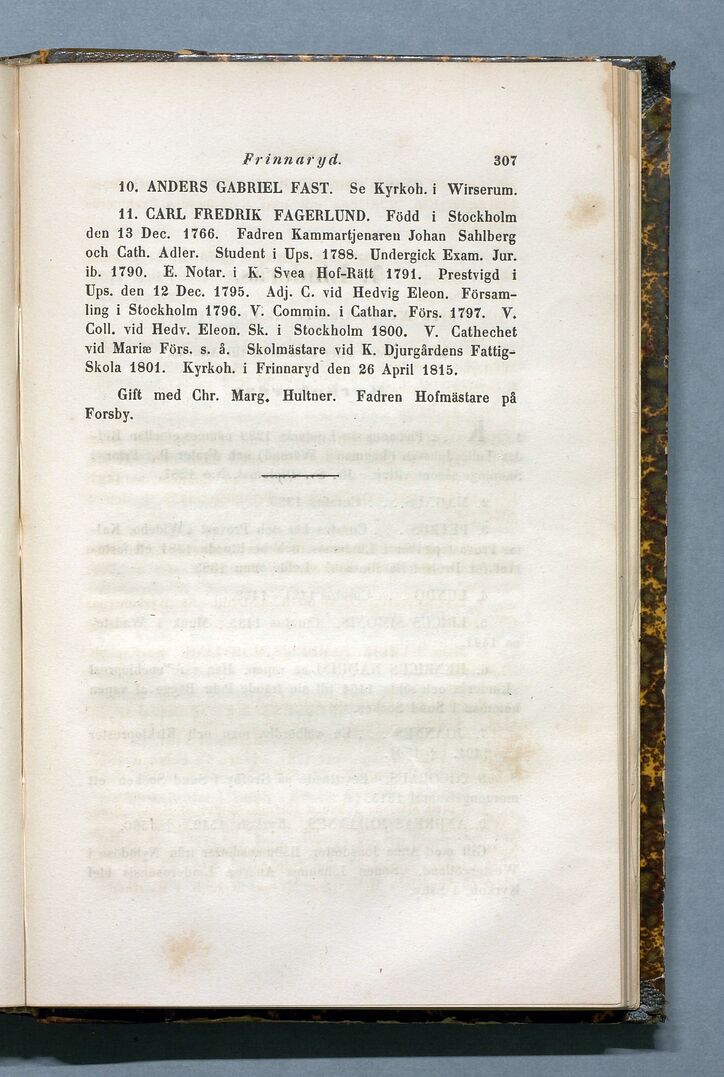 Frinnaryd. 307
10. ANDERS GABRIEL FAST. Se Kyrkoh. i Wirserum.
11. CARL FREDRIK FAGERLUND. Född i Stockholm
den 13 Dec. 1766. Fadren Kammartjenaren Johan Sahlberg
och Cath. Adler. Student i Ups. 1788. Undergick Exam. Jur.
ib. 1790. E. Notar. i K. Svea Hof-Rätt 1791. Prestvigd i
Ups. den 12 Dec. 1795. Adj. C. vid Hedvig Eleon. Försam-
ling i Stockholm 1796. V. Commin. i Cathar. Förs. 1797. V.
Coll. vid Hedv. Eleon. Sk. i Stockholm 1800. V. Cathechet
vid Mariæ Förs. s. å. Skolmästare vid K. Djurgårdens Fattig-
Skola 1801. Kyrkoh. i Frinnaryd den 26 April 1815.
Gift med Chr. Marg. Hultner. Fadren Hofmästare på
Forsby.